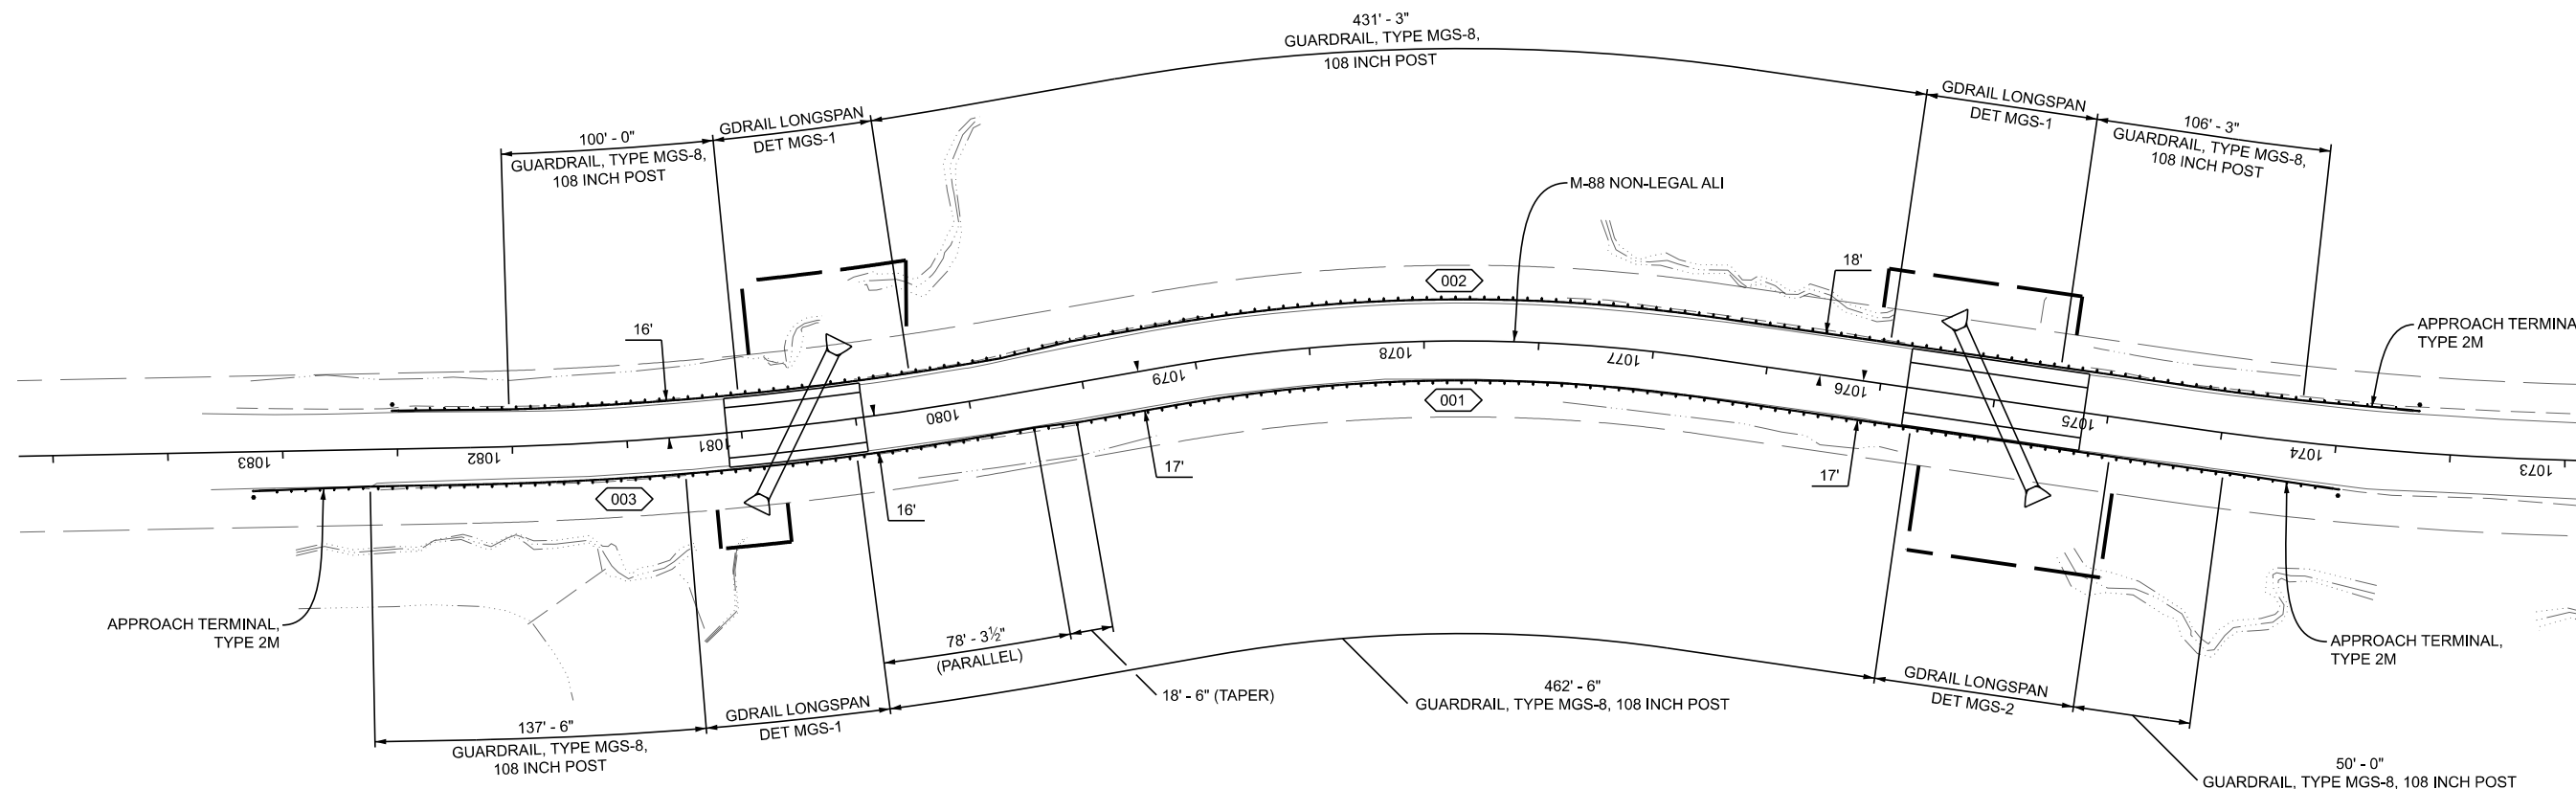 431' - 3"
GUARDRAIL, TYPE MGS-8,
108 INCH POST
100' - 0"
GUARDRAIL, TYPE MGS-8,
108 INCH POST
GDRAIL LONGSPAN
DET MGS-1
GDRAIL LONGSPAN
DET MGS-1
106' - 3"
GUARDRAIL, TYPE MGS-8,
108 INCH POST
M-88 NON-LEGAL ALI
16'
002
18'
APPROACH TERMINA
TYPE 2M
1083
1082
1081
1080
1079
1078
1077
1076
1075
1074
1073
001
003
16'
17'
17'
APPROACH TERMINAL,
TYPE 2M
78' - 3½"
(PARALLEL)
18' - 6" (TAPER)
APPROACH TERMINAL,
TYPE 2M
137' - 6"
GUARDRAIL, TYPE MGS-8,
108 INCH POST
GDRAIL LONGSPAN
DET MGS-1
462' - 6"
GUARDRAIL, TYPE MGS-8, 108 INCH POST
GDRAIL LONGSPAN
DET MGS-2
50' - 0"
GUARDRAIL, TYPE MGS-8, 108 INCH POST